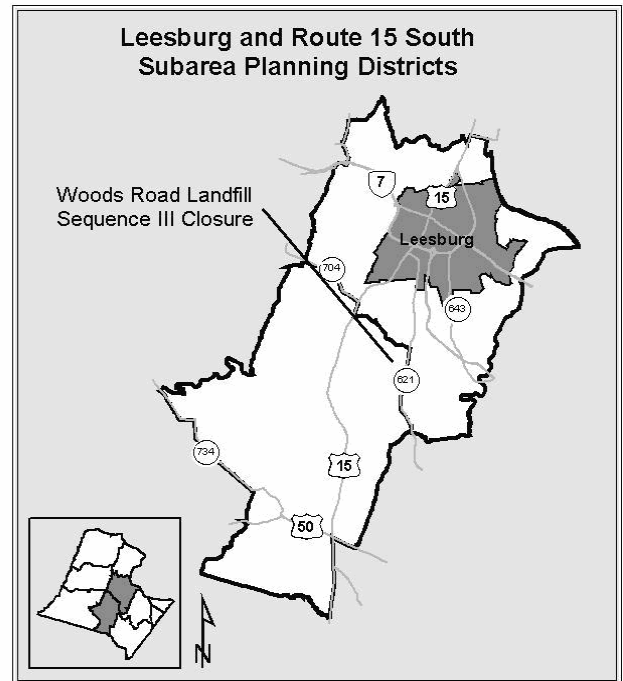 Leesburg and Route 15 South
Subarea Planning Districts
Woods Road Landfill
Sequence III Closure
7
15
Leesburg
704
643
621
734
15
50
N